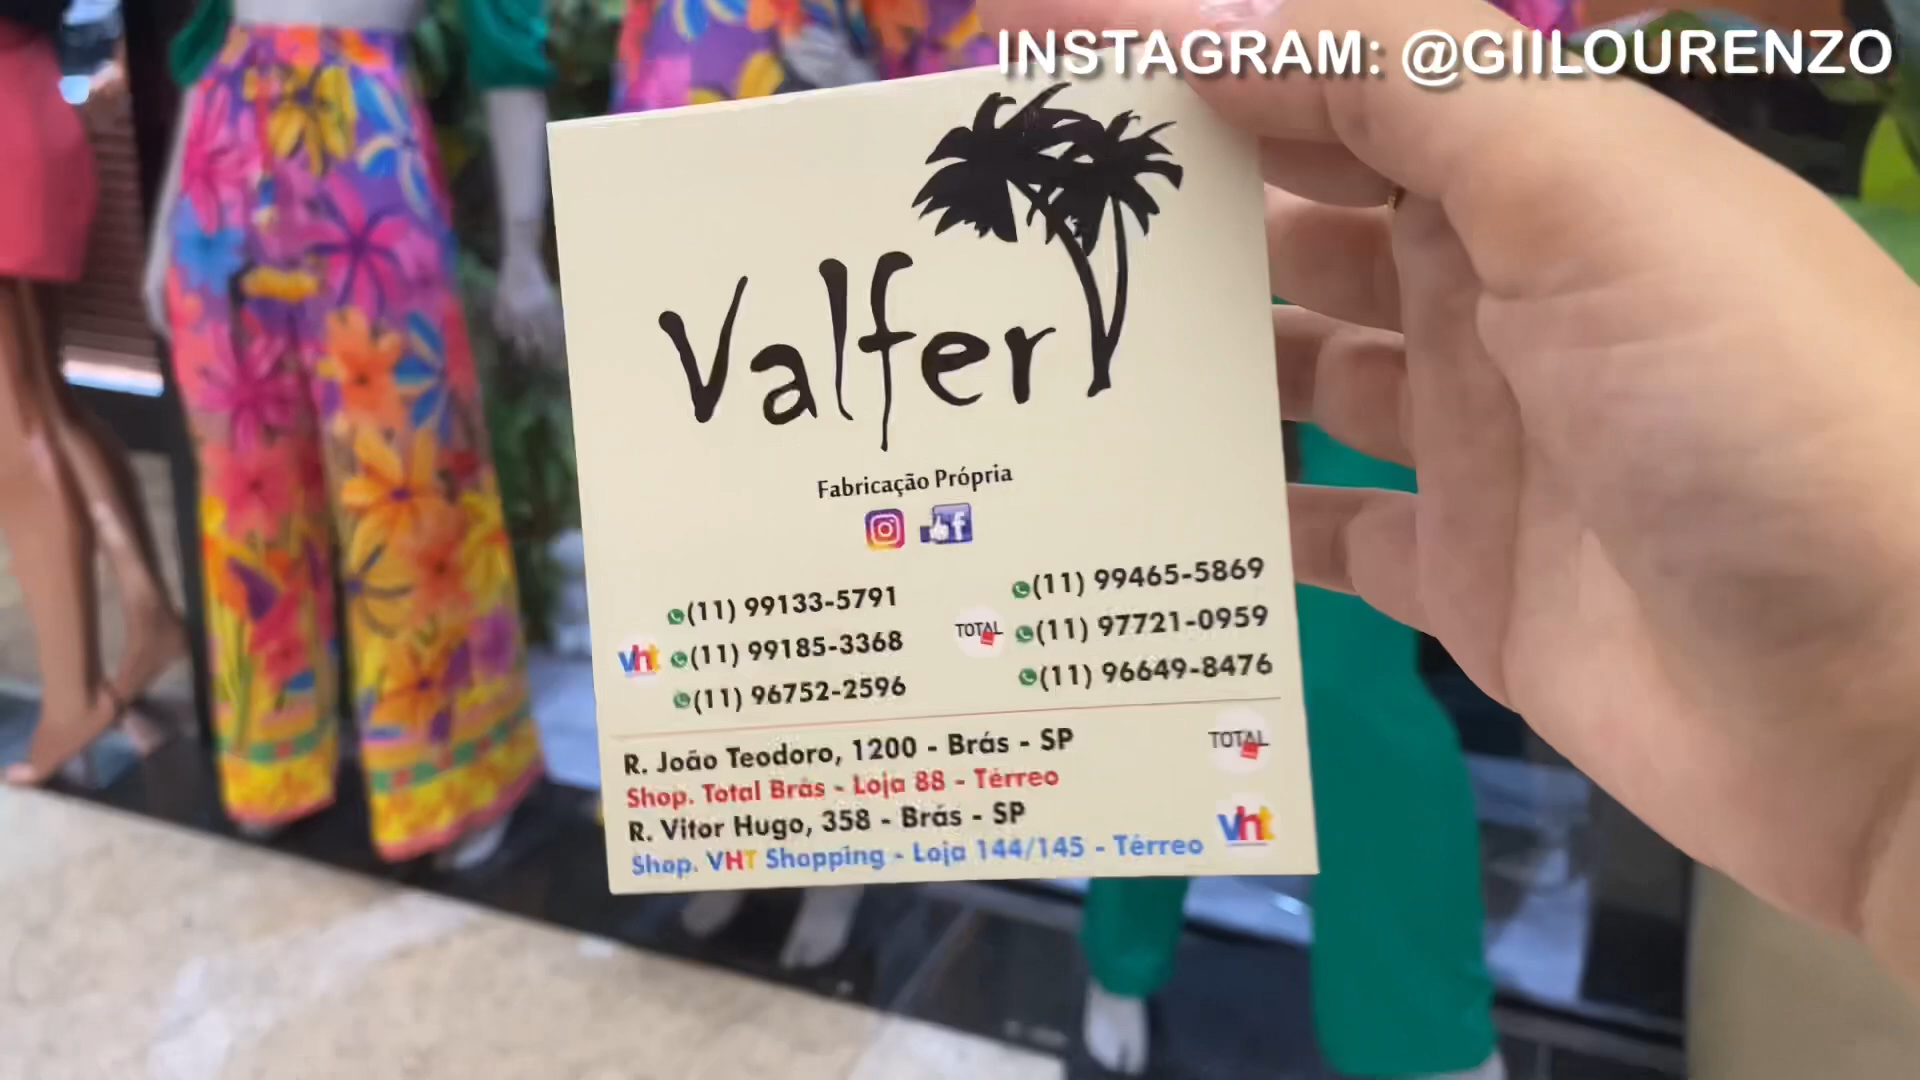 INSTAGRAM: @GIILOURENZO
Valfer
Fabricação Própria
(11) 99133-5791
vht (11) 99185-3368
(11) 96752-2596
(11) 99465-5869
TOTAL (11) 97721-0959
(11) 96649-8476
R. João Teodoro, 1200 - Brás - SP
Shop. Total Brás - Loja 88 - Térreo
TOTAL
R. Vitor Hugo, 358 - Brás - SP
Shop. VHT Shopping - Loja 144/145 - Térreo
vht